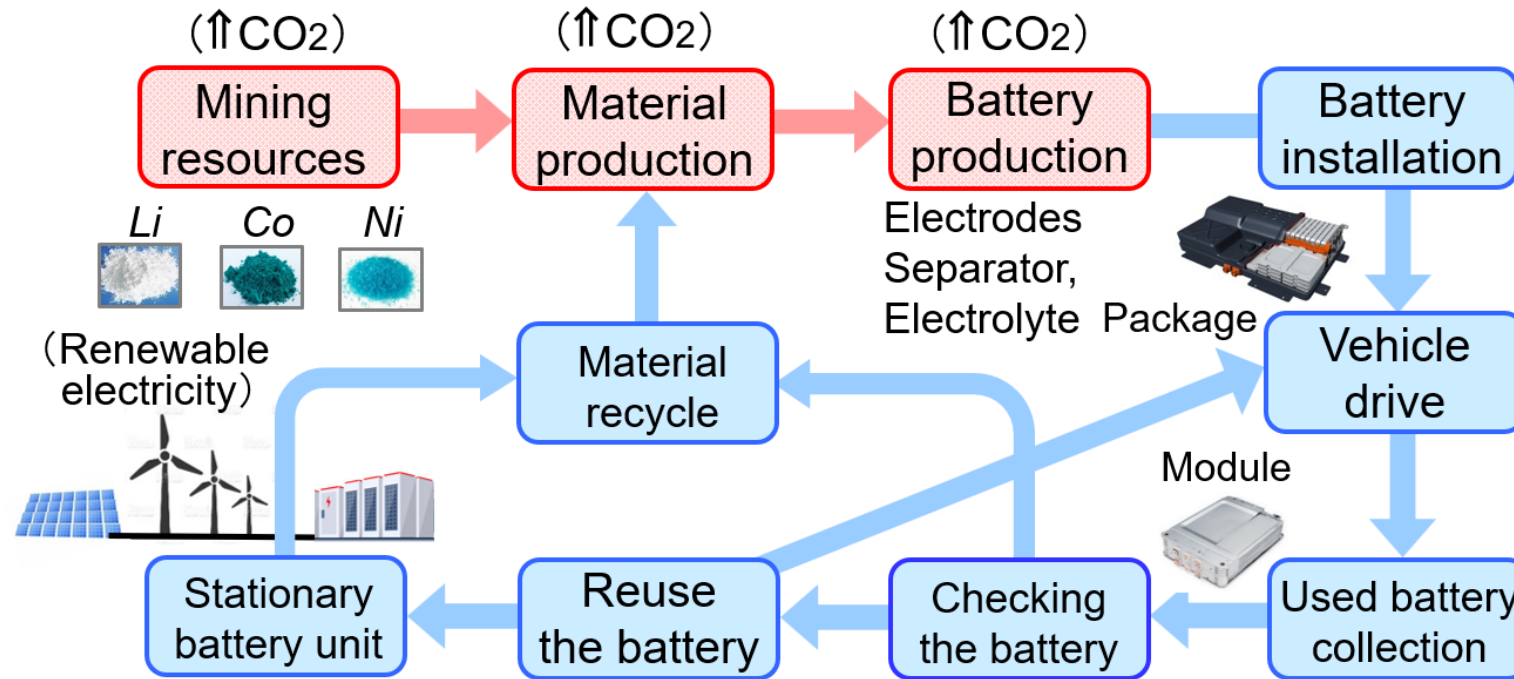 (⇑CO2)
(⇑CO2)
(⇑CO2)
Mining
resources
Material
production
Battery
production
Battery
installation
Li
Co
Ni
Electrodes
Separator,
Electrolyte
Package
(Renewable
electricity)
Material
recycle
Vehicle
drive
Module
Stationary
battery unit
Reuse
the battery
Checking
the battery
Used battery
collection